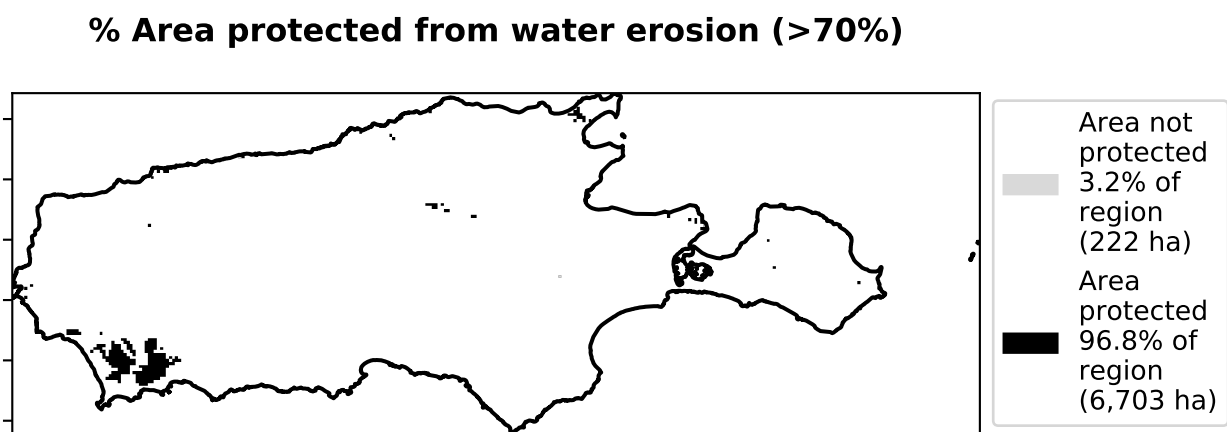 % Area protected from water erosion (>70%)
Area not
protected
3.2% of
region
(222 ha)
Area
protected
96.8% of
region
(6,703 ha)